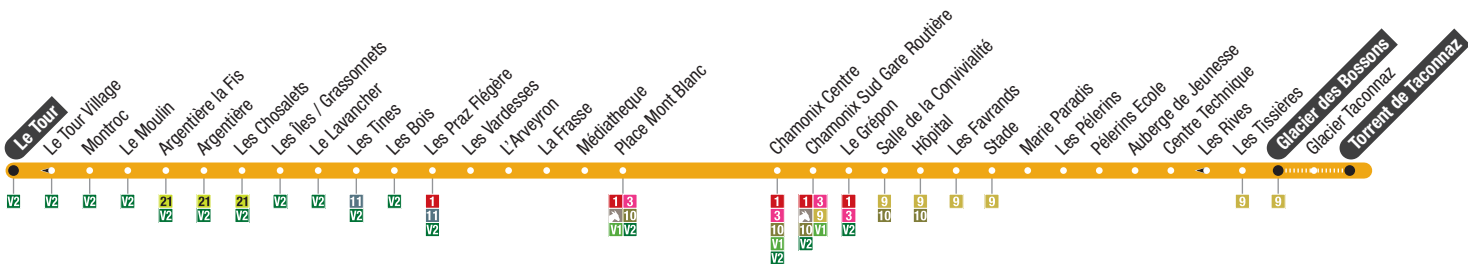 Le Tour
Le Tour Village
Montroc
Le Moulin
Argentière la Fis
Argentière
Les Chosalets
Les Îles / Grassonnets
Le Lavancher
Les Tines
Les Bois
Les Praz Flégère
Les Vardesses
L'Arveyron
La Frasse
Médiatheque
Place Mont Blanc
Chamonix Centre
Chamonix Sud Gare Routière
Le Grépon
Salle de la Convivialité
Hôpital
Les Favrands
Stade
Marie Paradis
Les Pélerins
Pélerins Ecole
Auberge de Jeunesse
Centre Technique
Les Rives
Les Tissières
Glacier des Bossons
Glacier Taconnaz
Torrent de Taconnaz
V2 V2 V2 V2 21 21 21 V2 V2 11 V2 1 1 3 1 1 3 1 9 9 9 9 9 9
V2 V2 V2 V2 11 10 3 9 3 10 10
V2 V1 V2 10 10 V1 V2
V1 V2
V2